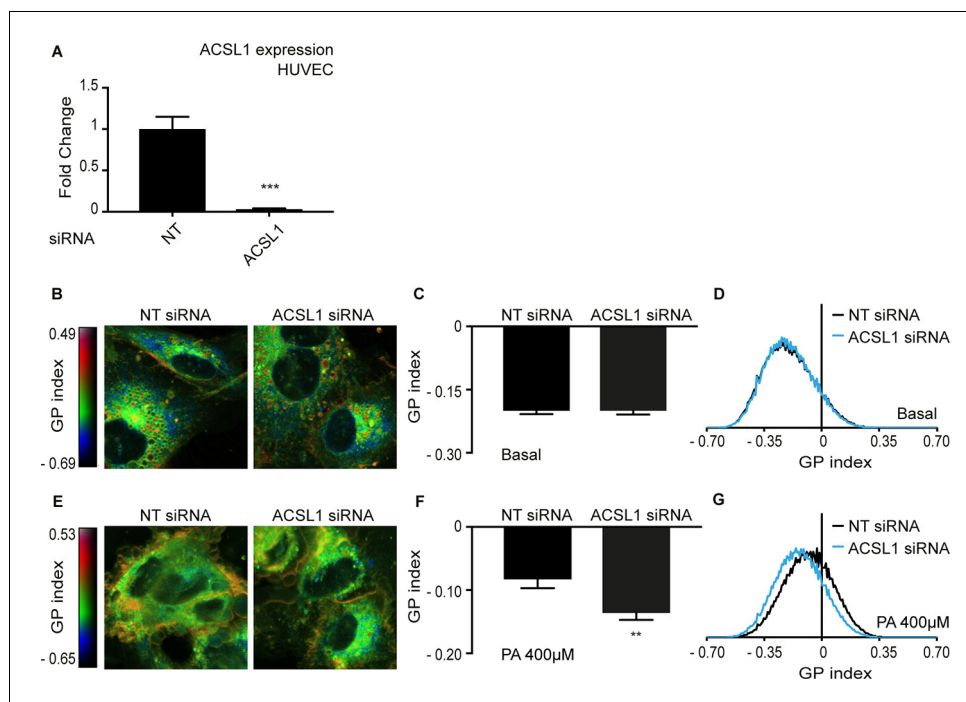 A
ACSL1 expression
HUVEC
1.5
1
0.5
0
Fold Change
***
siRNA
NT
ACSL1
B
NT siRNA
ACSL1 siRNA
0.49
GP index
- 0.69
C
NT siRNA
ACSL1 siRNA
0
- 0.15
- 0.30
GP index
Basal
D
NT siRNA
ACSL1 siRNA
Basal
- 0.70
- 0.35
0
0.35
0.70
GP index
E
NT siRNA
ACSL1 siRNA
0.53
GP index
- 0.65
F
NT siRNA
ACSL1 siRNA
0
- 0.10
- 0.20
GP index
**
PA 400µM
G
NT siRNA
ACSL1 siRNA
PA 400µM
- 0.70
- 0.35
0
0.35
0.70
GP index